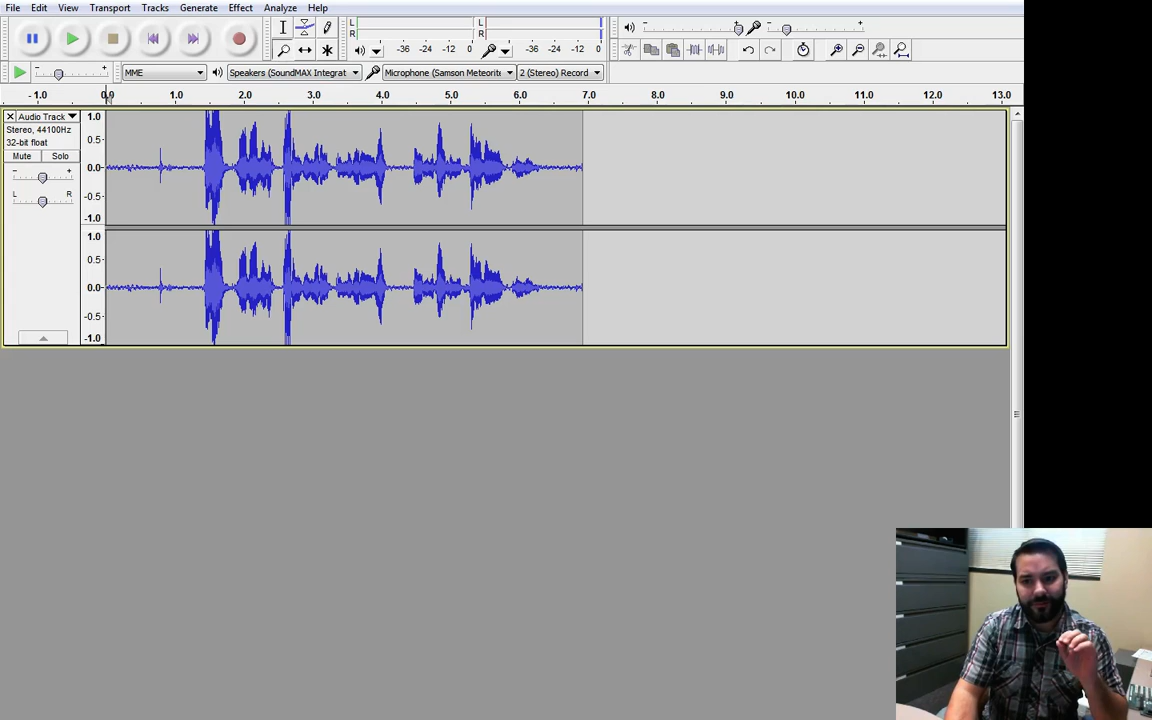 File Edit View Transport Tracks Generate Effect Analyze Help
L L
R R
-36 -24 -12 0 -36 -24 -12 0
MME Speakers (SoundMAX Integrat Microphone (Samson Meteorite 2 (Stereo) Record
- 1.0 0.0 1.0 2.0 3.0 4.0 5.0 6.0 7.0 8.0 9.0 10.0 11.0 12.0 13.0
Audio Track 1.0
Stereo, 44100Hz
32-bit float 0.5
Mute Solo
- + 0.0
L R -0.5
-1.0
1.0
0.5
0.0
-0.5
-1.0